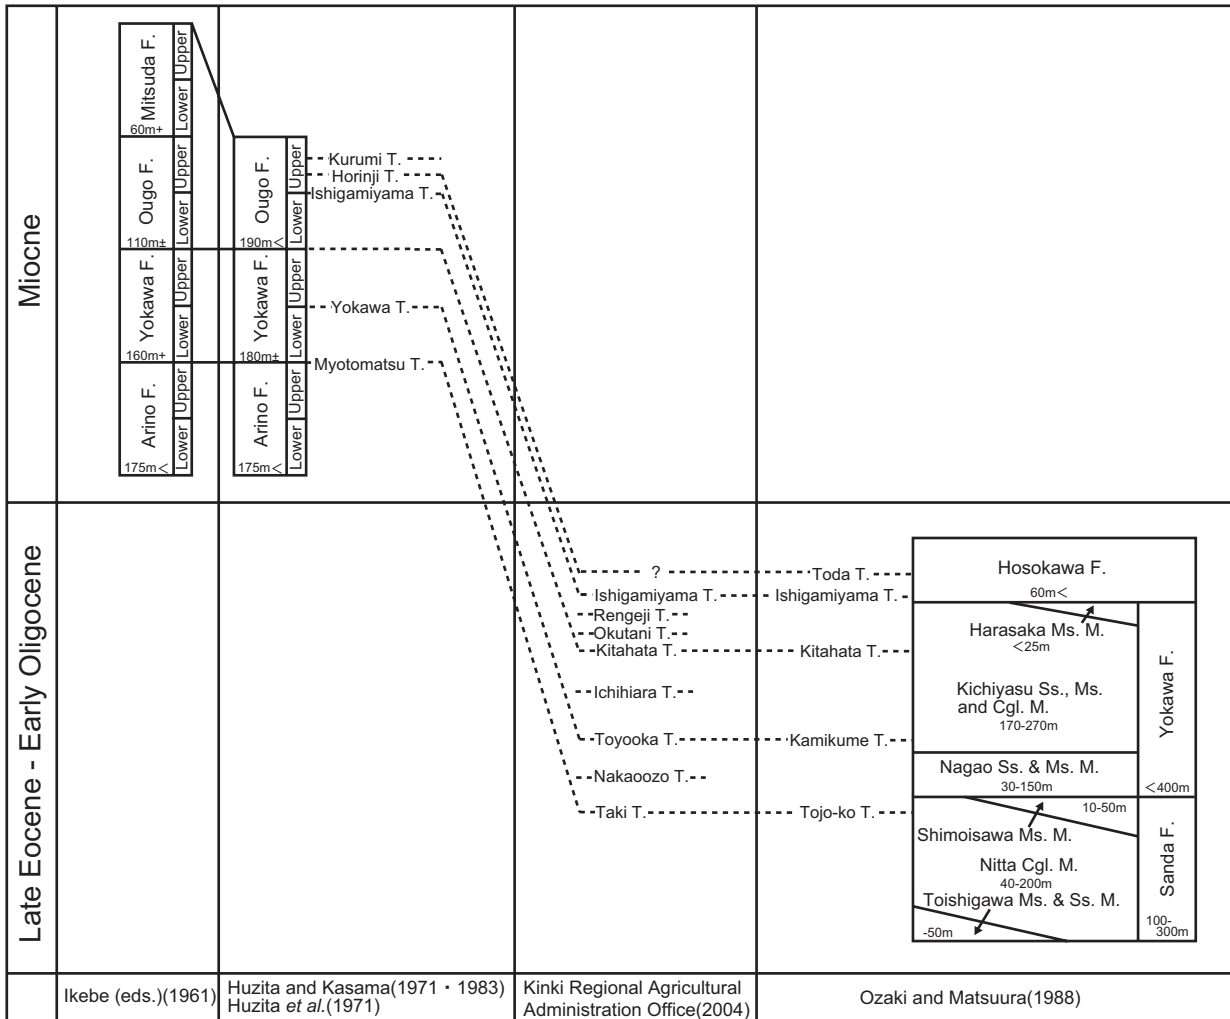 Miocne
Late Eocene - Early Oligocene
Mitsuda F.
60m+
Upper
Lower
Ougo F.
110m±
Upper
Lower
Yokawa F.
160m+
Upper
Lower
Arino F.
175m<
Upper
Lower
Ougo F.
190m<
Upper
Lower
Yokawa F.
180m±
Upper
Lower
Arino F.
175m<
Upper
Lower
Kurumi T.
Horinji T.
Ishigamiyama T.
Yokawa T.
Myotomatsu T.
?
Ishigamiyama T.
Rengeji T.
Okutani T.
Kitahata T.
Ichihiara T.
Toyooka T.
Nakaoozo T.
Taki T.
Toda T.
Ishigamiyama T.
Kitahata T.
Kamikume T.
Tojo-ko T.
Hosokawa F.
60m<
Harasaka Ms. M.
<25m
Kichiyasu Ss., Ms.
and Cgl. M.
170-270m
Nagao Ss. & Ms. M.
30-150m
Yokawa F.
<400m
10-50m
Shimoisawa Ms. M.
Nitta Cgl. M.
40-200m
Toishigawa Ms. & Ss. M.
-50m
Sanda F.
100-
300m
Ikebe (eds.)(1961)
Huzita and Kasama(1971・1983)
Huzita et al.(1971)
Kinki Regional Agricultural
Administration Office(2004)
Ozaki and Matsuura(1988)